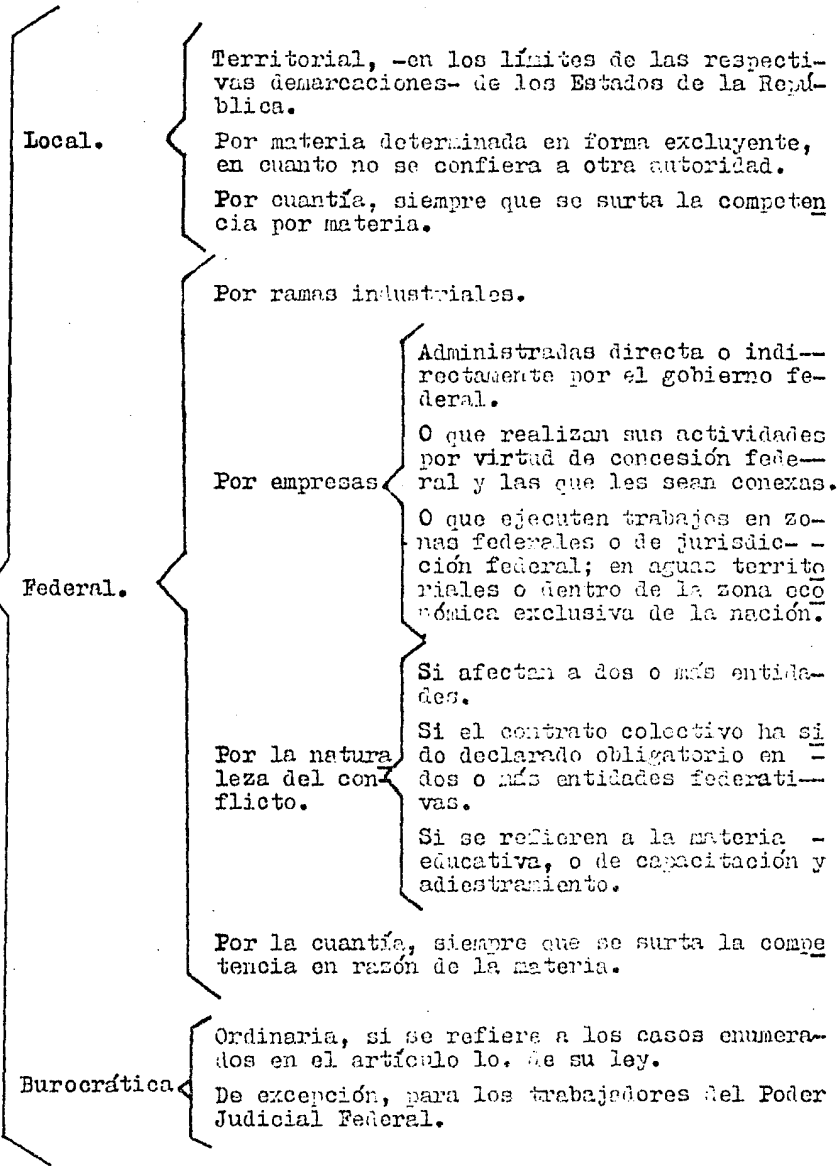 Territorial, -en los límites de las respecti-
vas demarcaciones- de los Estados de la Repú-
blica.
Local.
Por materia determinada en forma excluyente,
en cuanto no se confiera a otra autoridad.
Por cuantía, siempre que se surta la competen
cia por materia.
Por ramas industriales.
Administradas directa o indi--
rectamente por el gobierno fe-
deral.
Por empresas
O que realizan sus actividades
por virtud de concesión fede--
ral y las que les sean conexas.
O que ejecuten trabajos en zo-
nas federales o de jurisdic- -
ción federal; en aguas territo
riales o dentro de la zona eco
nómica exclusiva de la nación.
Federal.
Si afectan a dos o más entida-
des.
Por la natura
leza del con-
flicto.
Si el contrato colectivo ha si
do declarado obligatorio en -
dos o más entidades federati--
vas.
Si se refieren a la materia -
educativa, o de capacitación y
adiestramiento.
Por la cuantía, siempre que se surta la compe
tencia en razón de la materia.
Burocrática
Ordinaria, si se refiere a los casos enumera-
dos en el artículo lo. de su ley.
De excepción, para los trabajadores del Poder
Judicial Federal.